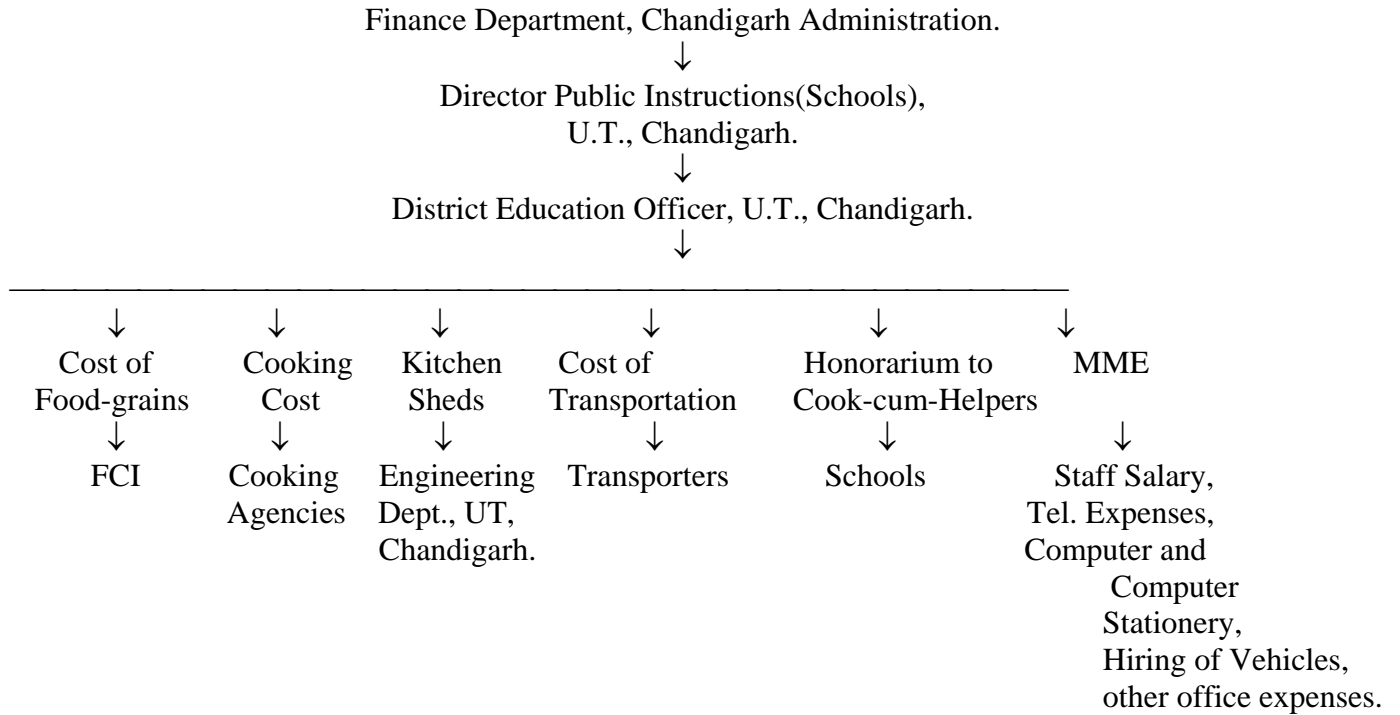 Finance Department, Chandigarh Administration.
↓
Director Public Instructions(Schools),
U.T., Chandigarh.
↓
District Education Officer, U.T., Chandigarh.
↓
↓ ↓ ↓ ↓ ↓ ↓
Cost of Cooking Kitchen Cost of Honorarium to MME
Food-grains Cost Sheds Transportation Cook-cum-Helpers
↓ ↓ ↓ ↓ ↓ ↓
FCI Cooking Engineering Transporters Schools Staff Salary,
Agencies Dept., UT, Tel. Expenses,
Chandigarh. Computer and
Computer
Stationery,
Hiring of Vehicles,
other office expenses.